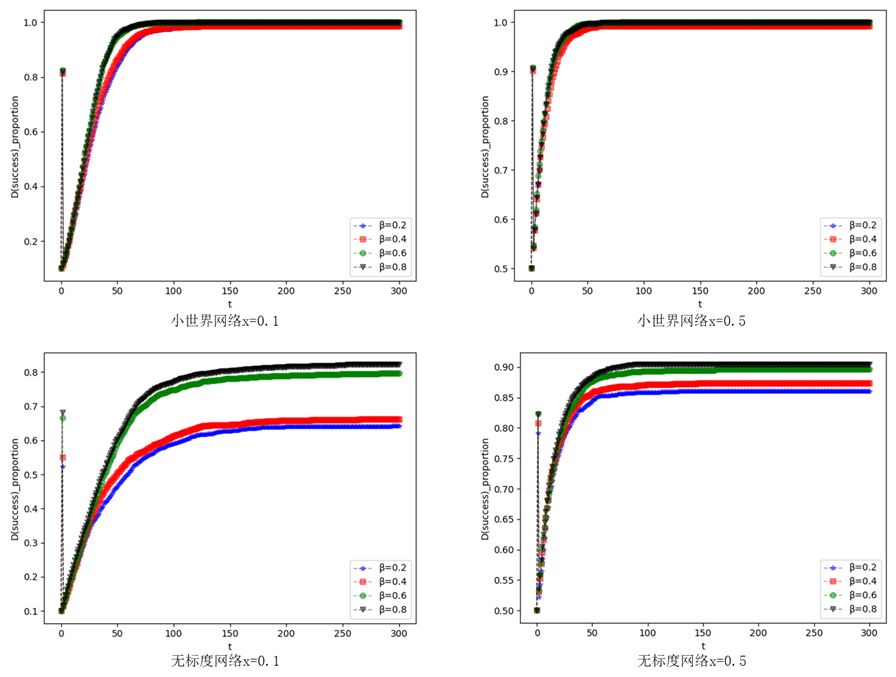 D(success)_proportion
1.0
0.8
0.6
0.4
0.2
β=0.2
β=0.4
β=0.6
β=0.8
0 50 100 150 200 250 300
t
小世界网络x=0.1
D(success)_proportion
1.0
0.9
0.8
0.7
0.6
0.5
β=0.2
β=0.4
β=0.6
β=0.8
0 50 100 150 200 250 300
t
小世界网络x=0.5
D(success)_proportion
0.8
0.7
0.6
0.5
0.4
0.3
0.2
0.1
β=0.2
β=0.4
β=0.6
β=0.8
0 50 100 150 200 250 300
t
无标度网络x=0.1
D(success)_proportion
0.90
0.85
0.80
0.75
0.70
0.65
0.60
0.55
0.50
β=0.2
β=0.4
β=0.6
β=0.8
0 50 100 150 200 250 300
t
无标度网络x=0.5